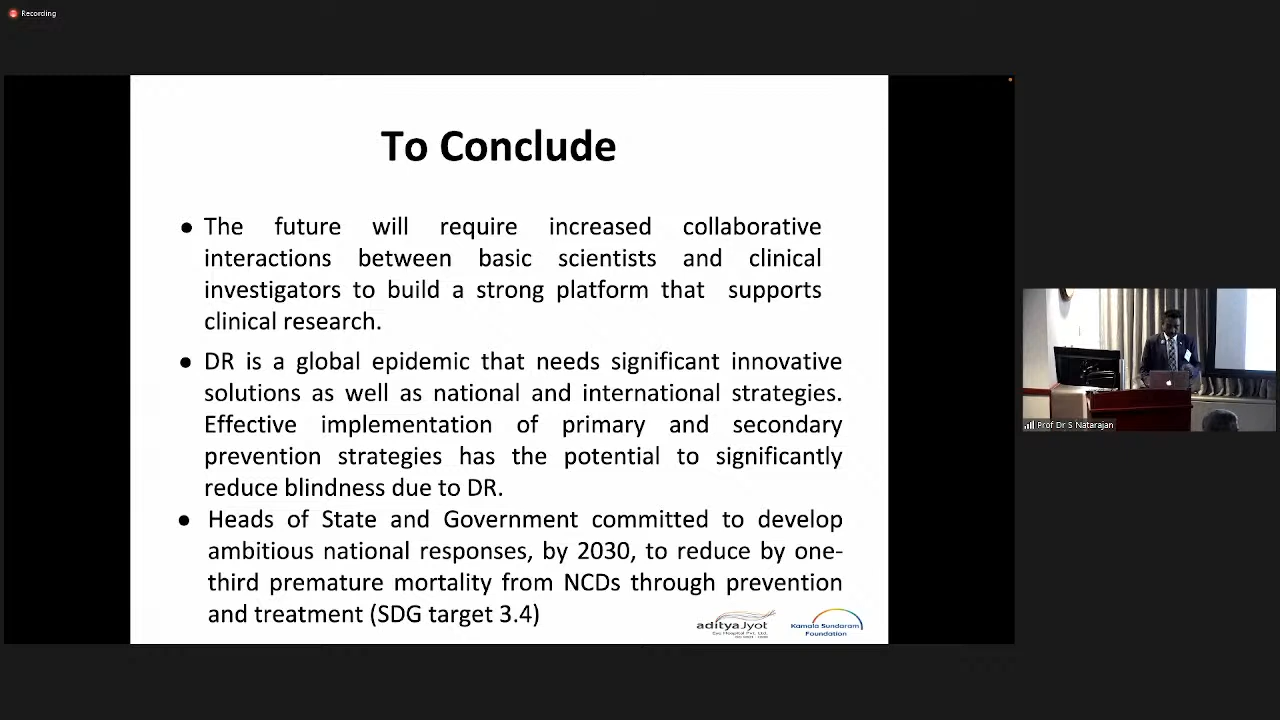 Recording
To Conclude
● The future will require increased collaborative
interactions between basic scientists and clinical
investigators to build a strong platform that supports
clinical research.
● DR is a global epidemic that needs significant innovative
solutions as well as national and international strategies.
Effective implementation of primary and secondary
prevention strategies has the potential to significantly
reduce blindness due to DR.
● Heads of State and Government committed to develop
ambitious national responses, by 2030, to reduce by one-
third premature mortality from NCDs through prevention
and treatment (SDG target 3.4)
adityaJyot
Eye Hospital Pvt. Ltd.
Kamala Sundaram
Foundation
Prof Dr S Natarajan